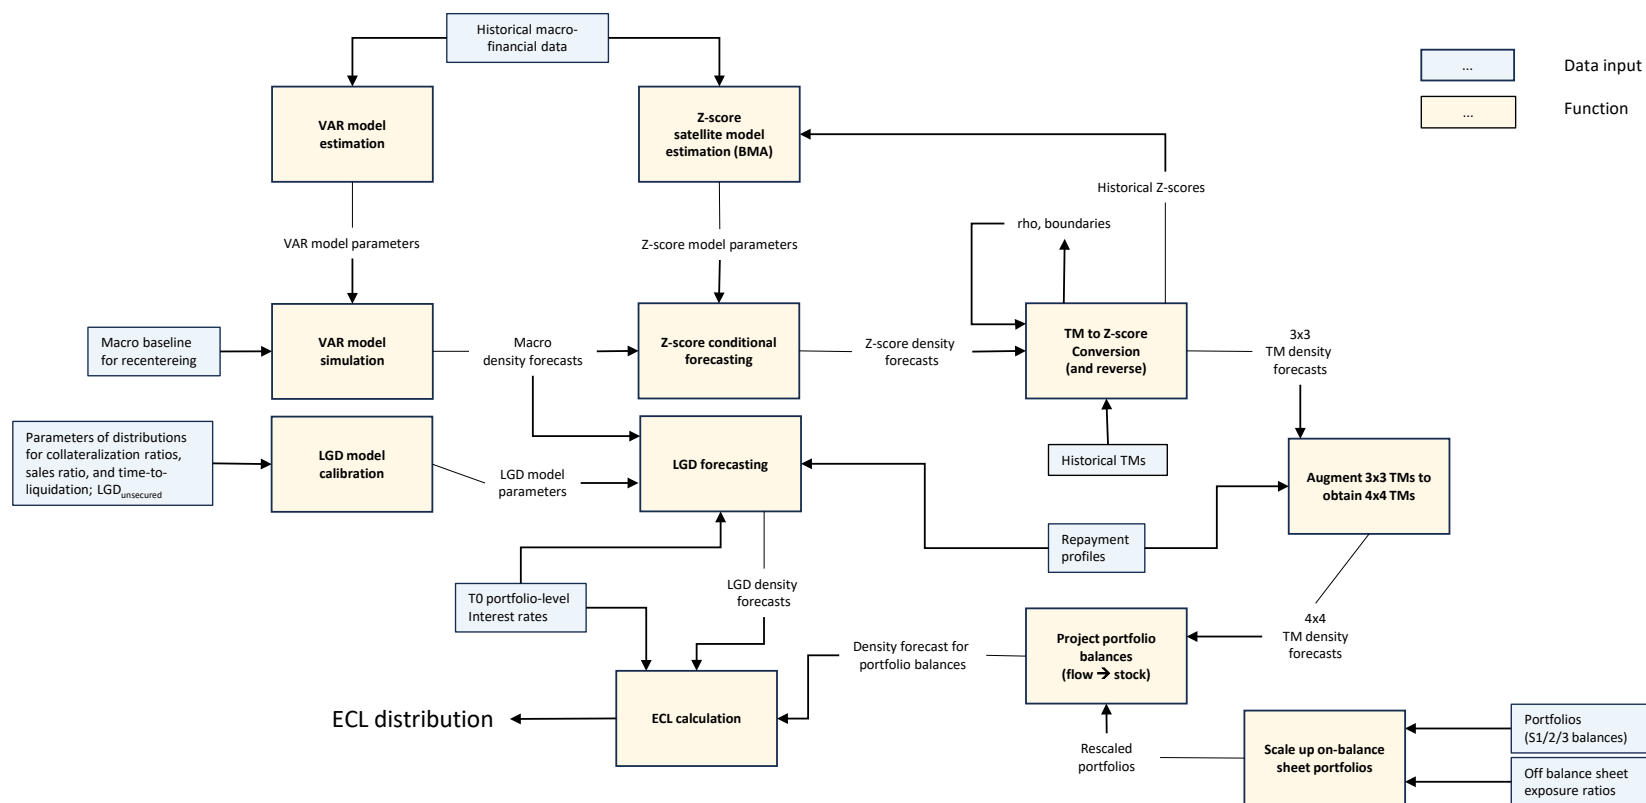 Historical macro-
financial data
...
Data input
...
Function
VAR model
estimation
Z-score
satellite model
estimation (BMA)
Historical Z-scores
rho, boundaries
VAR model parameters
Z-score model parameters
Macro baseline
for recentereing
VAR model
simulation
Macro
density forecasts
Z-score conditional
forecasting
Z-score density
forecasts
TM to Z-score
Conversion
(and reverse)
3x3
TM density
forecasts
Parameters of distributions
for collateralization ratios,
sales ratio, and time-to-
liquidation; LGDunsecured
LGD model
calibration
LGD model
parameters
LGD forecasting
Historical TMs
Augment 3x3 TMs to
obtain 4x4 TMs
Repayment
profiles
T0 portfolio-level
Interest rates
LGD density
forecasts
Density forecast for
portfolio balances
Project portfolio
balances
(flow → stock)
4x4
TM density
forecasts
ECL distribution
ECL calculation
Rescaled
portfolios
Scale up on-balance
sheet portfolios
Portfolios
(S1/2/3 balances)
Off balance sheet
exposure ratios